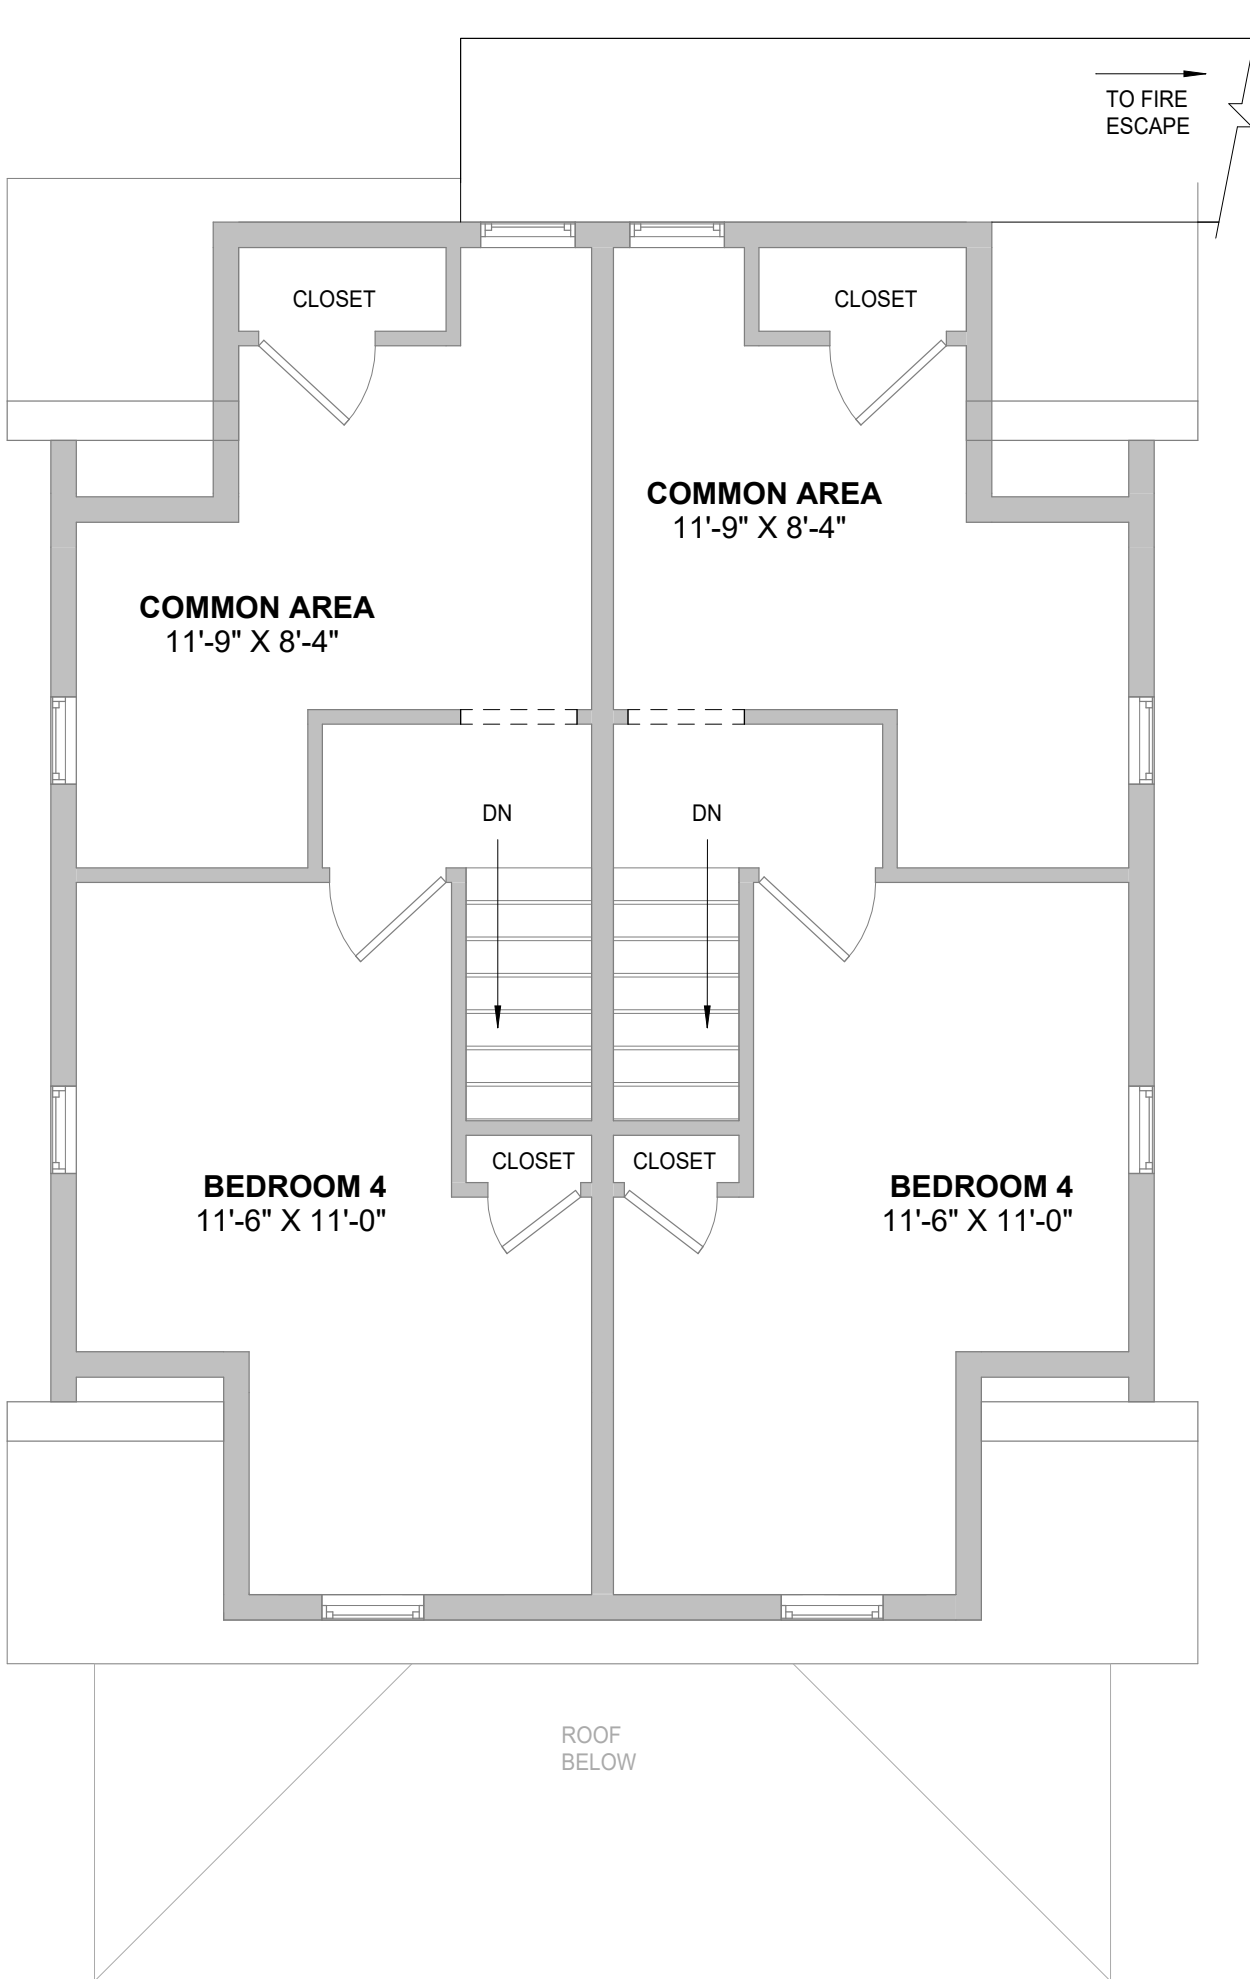 TO FIRE
ESCAPE
CLOSET
CLOSET
COMMON AREA
11'-9" X 8'-4"
COMMON AREA
11'-9" X 8'-4"
DN
DN
CLOSET
CLOSET
BEDROOM 4
11'-6" X 11'-0"
BEDROOM 4
11'-6" X 11'-0"
ROOF
BELOW